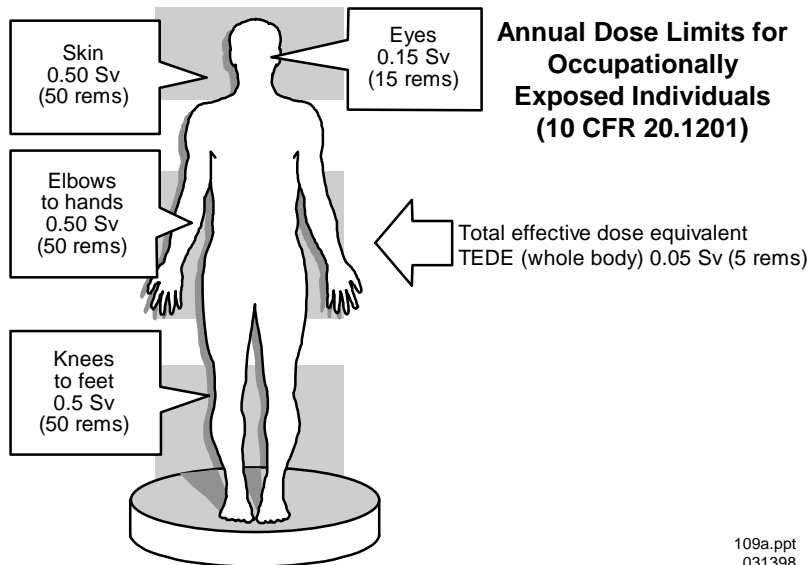 Annual Dose Limits for
Occupationally
Exposed Individuals
(10 CFR 20.1201)
Skin
0.50 Sv
(50 rems)
Eyes
0.15 Sv
(15 rems)
Elbows
to hands
0.50 Sv
(50 rems)
Total effective dose equivalent
TEDE (whole body) 0.05 Sv (5 rems)
Knees
to feet
0.5 Sv
(50 rems)
109a.ppt
031398